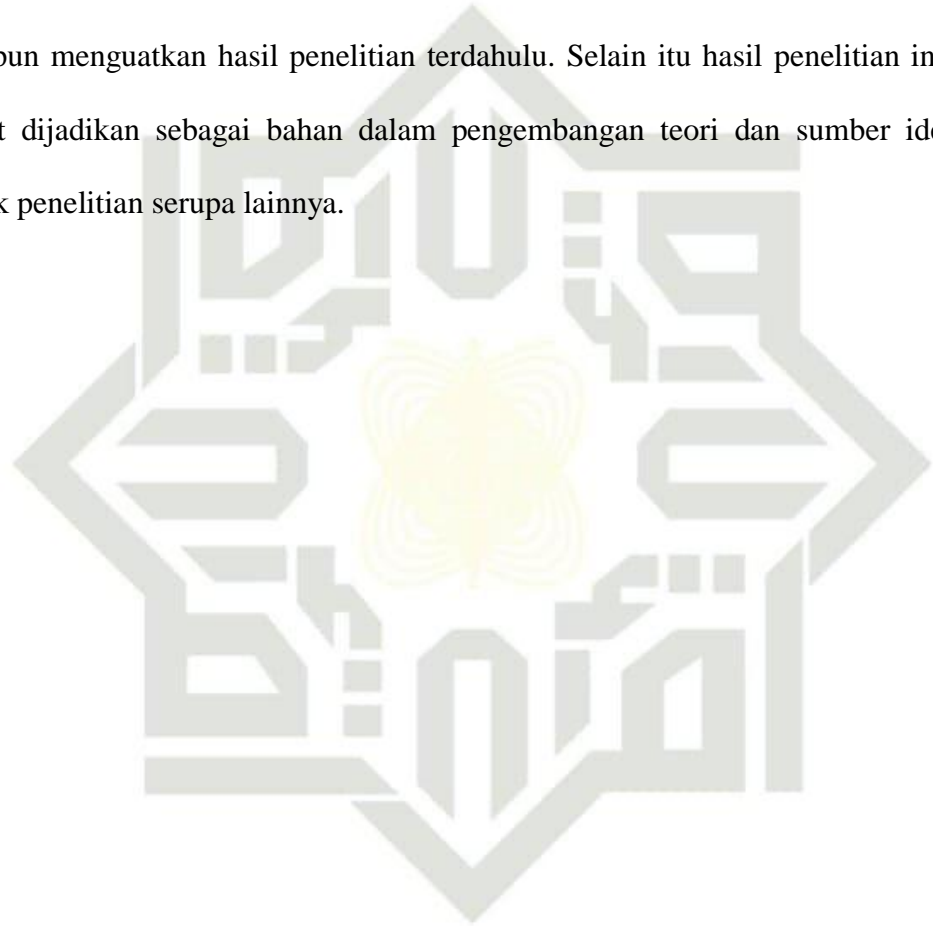 pun menguatkan hasil penelitian terdahulu. Selain itu hasil penelitian in
t dijadikan sebagai bahan dalam pengembangan teori dan sumber id
k penelitian serupa lainnya.